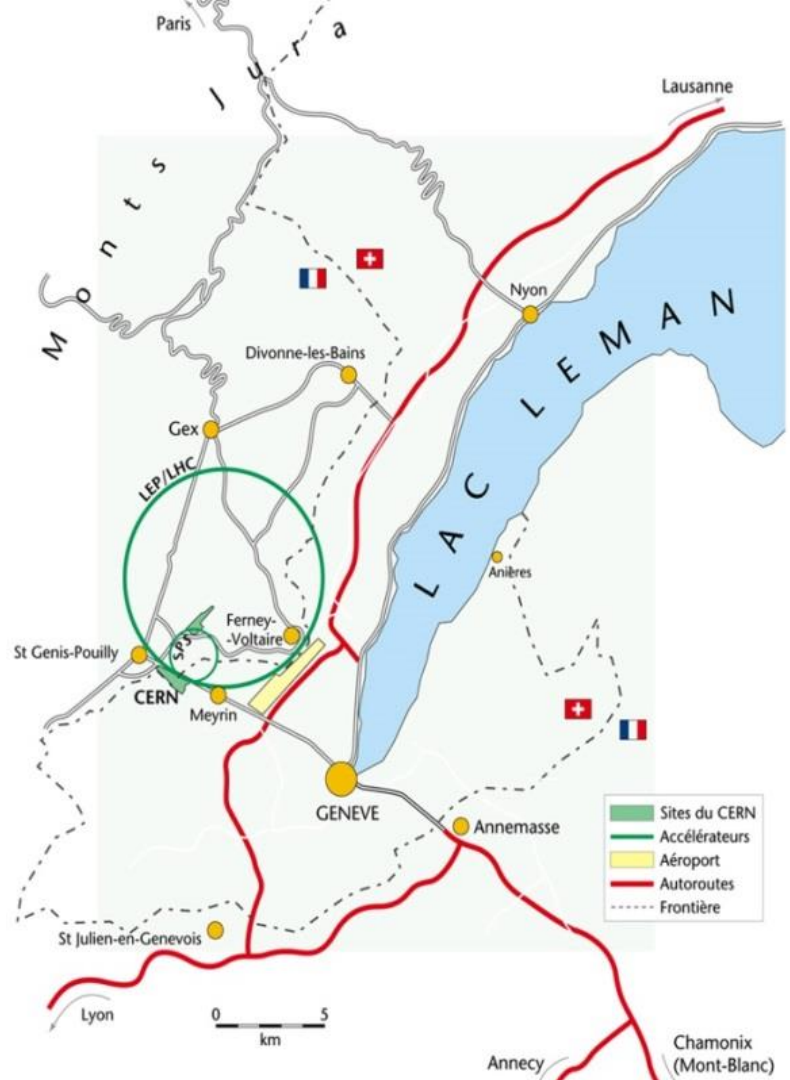 Paris
Monts Jura
Lausanne
Nyon
LAC LEMAN
Divonne-les-Bains
Gex
LEP/LHC
Anières
Ferney-
-Voltaire
SPS
St Genis-Pouilly
CERN
Meyrin
GENEVE
Annemasse
Sites du CERN
Accélérateurs
Aéroport
Autoroutes
Frontière
St Julien-en-Genevois
Lyon
0 5
km
Chamonix
(Mont-Blanc)
Annecy